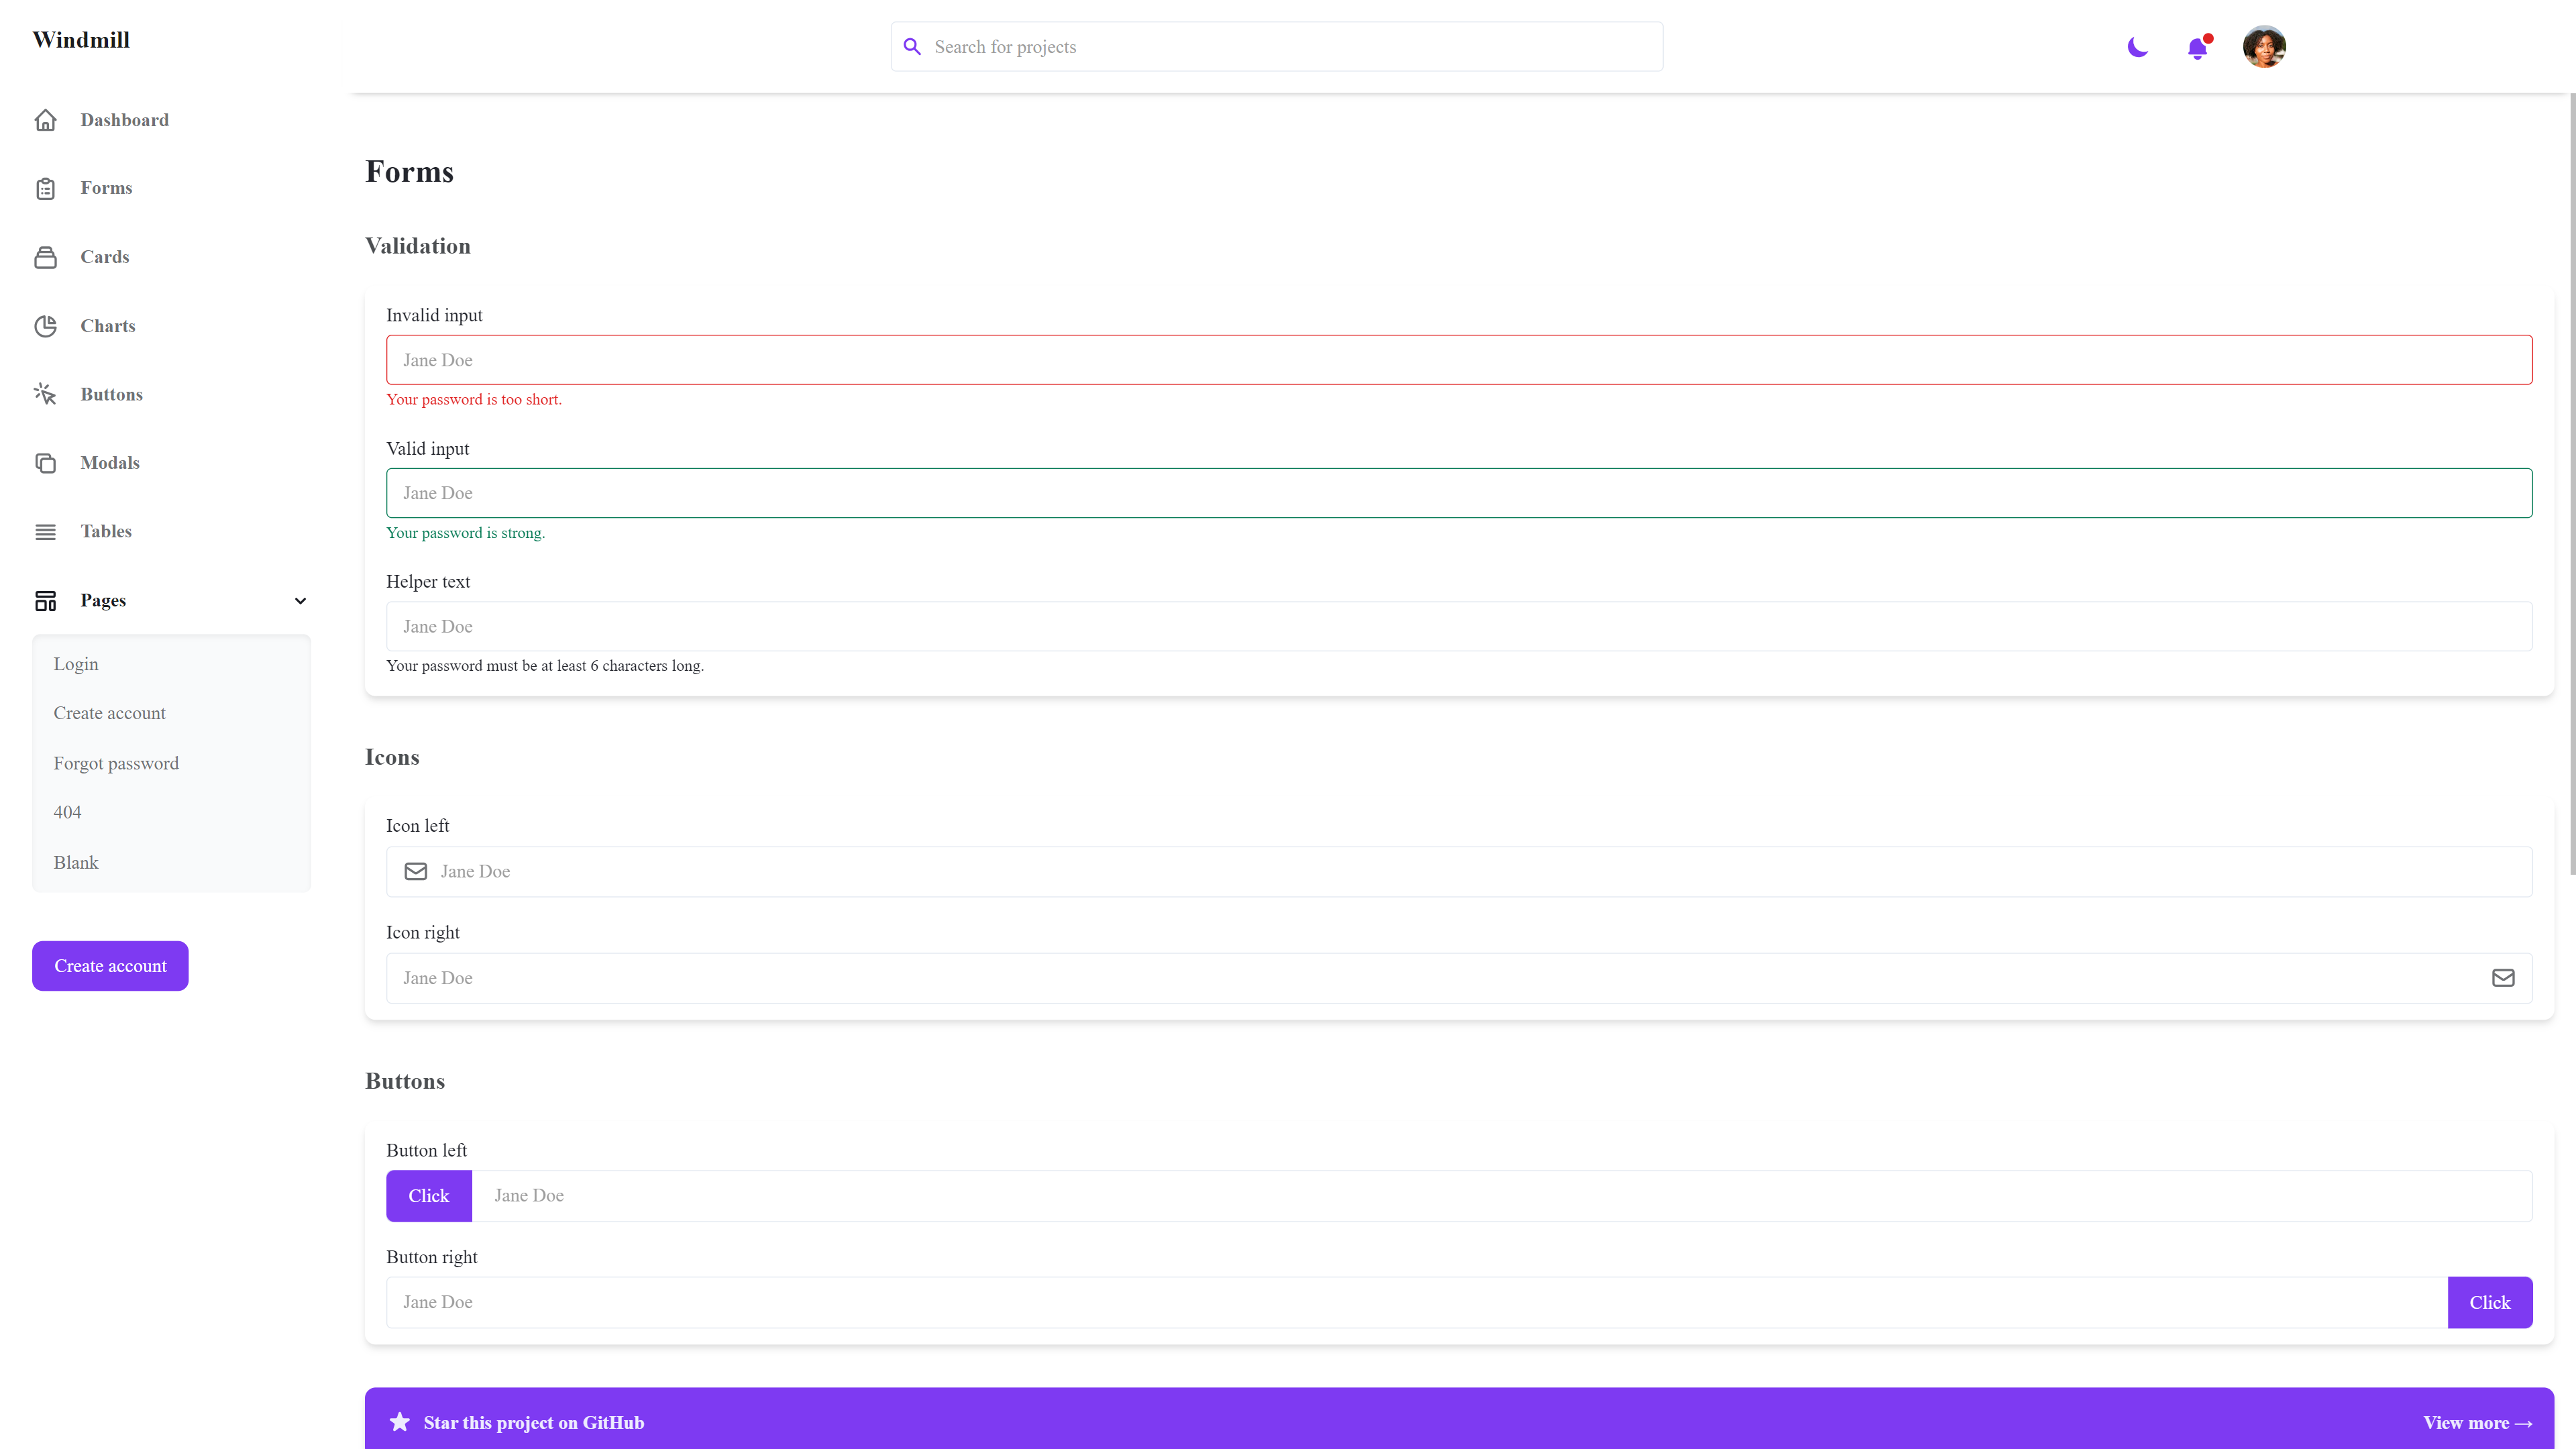 Windmill
Search for projects
Dashboard
Forms
Cards
Charts
Buttons
Modals
Tables
Pages
Login
Create account
Forgot password
404
Blank
Create account
Forms
Validation
Invalid input
Jane Doe
Your password is too short.
Valid input
Jane Doe
Your password is strong.
Helper text
Jane Doe
Your password must be at least 6 characters long.
Icons
Icon left
Jane Doe
Icon right
Jane Doe
Buttons
Button left
Click Jane Doe
Button right
Jane Doe Click
Star this project on GitHub View more →